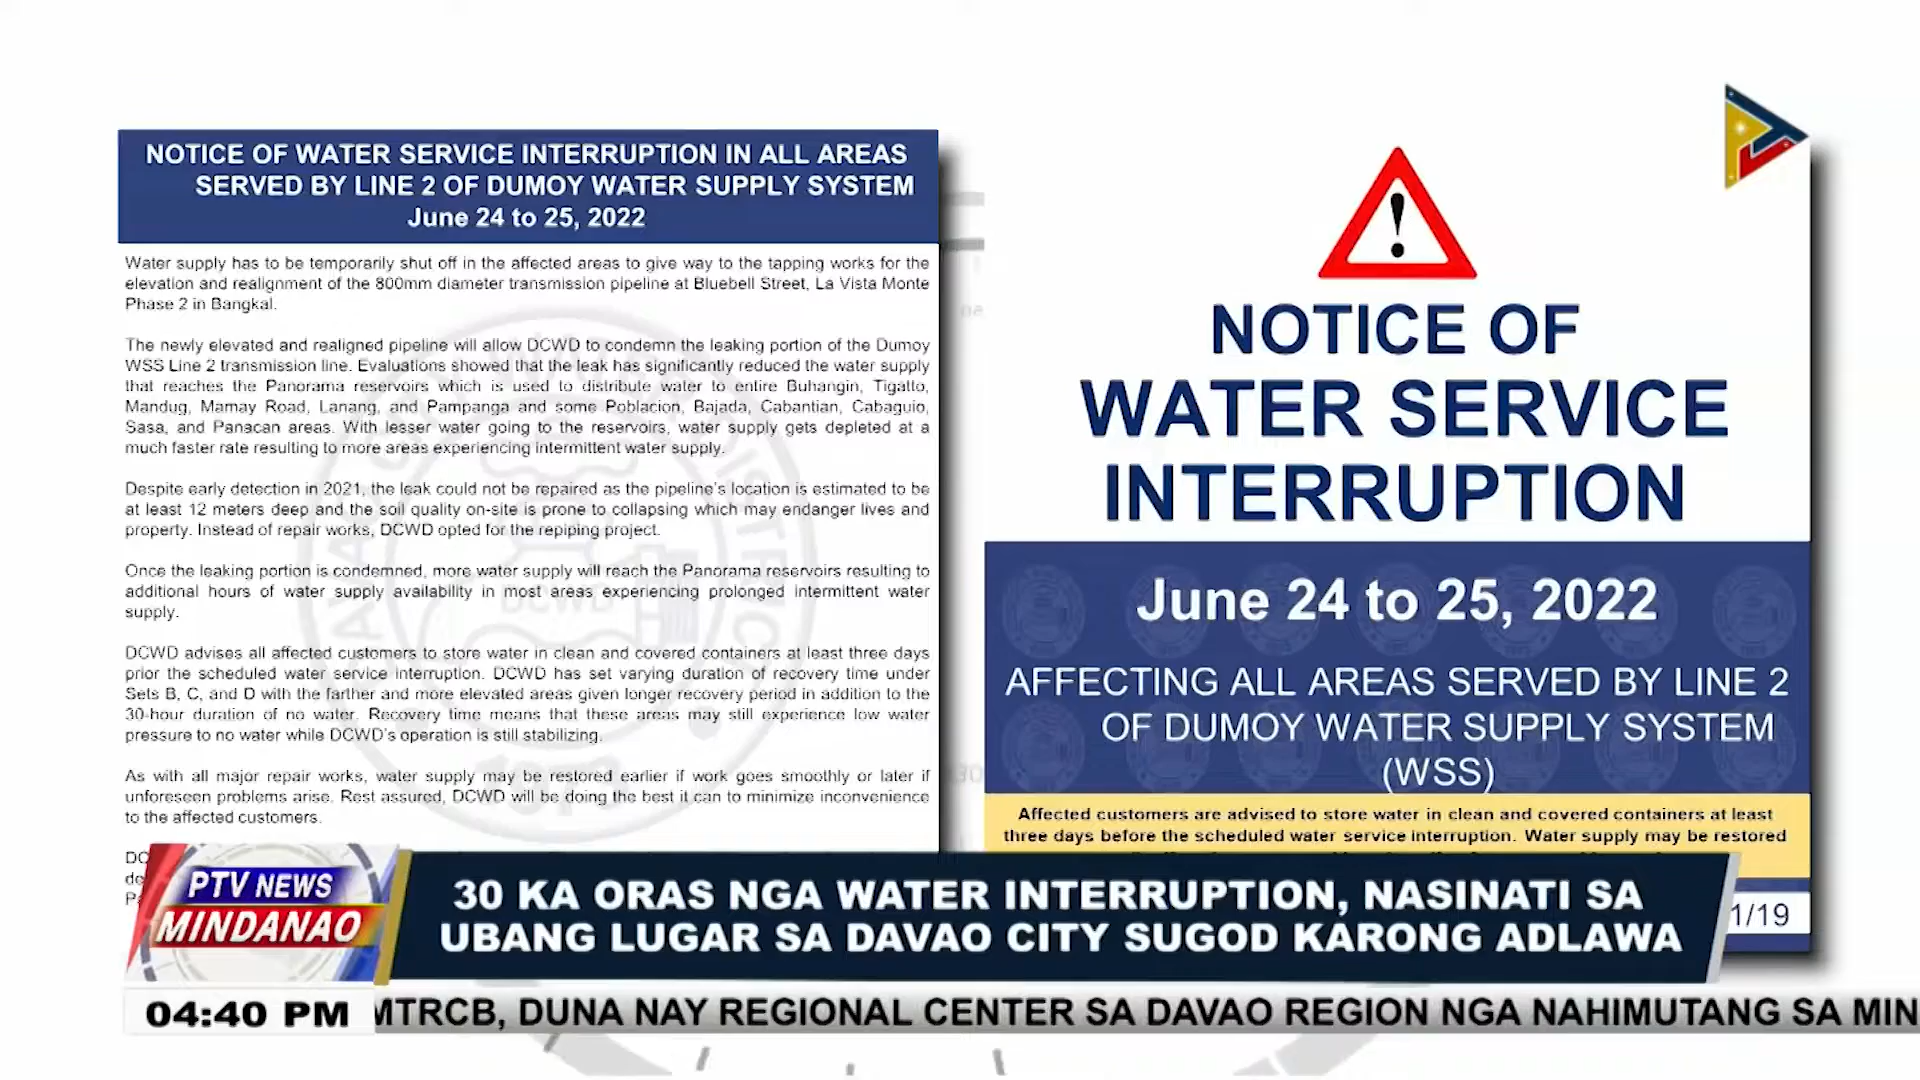 NOTICE OF WATER SERVICE INTERRUPTION IN ALL AREAS
SERVED BY LINE 2 OF DUMOY WATER SUPPLY SYSTEM
June 24 to 25, 2022
Water supply has to be temporarily shut off in the affected areas to give way to the tapping works for the
elevation and realignment of the 800mm diameter transmission pipeline at Bluebell Street, La Vista Monte
Phase 2 in Bangkal.
The newly elevated and realigned pipeline will allow DCWD to condemn the leaking portion of the Dumoy
WSS Line 2 transmission line. Evaluations showed that the leak has significantly reduced the water supply
that reaches the Panorama reservoirs which is used to distribute water to entire Buhangin, Tigatto,
Mandug, Mamay Road, Lanang, and Pampanga and some Poblacion, Bajada, Cabantian, Cabaguio,
Sasa, and Panacan areas. With lesser water going to the reservoirs, water supply gets depleted at a
much faster rate resulting to more areas experiencing intermittent water supply.
Despite early detection in 2021, the leak could not be repaired as the pipeline's location is estimated to be
at least 12 meters deep and the soil quality on-site is prone to collapsing which may endanger lives and
property. Instead of repair works, DCWD opted for the repiping project.
Once the leaking portion is condemned, more water supply will reach the Panorama reservoirs resulting to
additional hours of water supply availability in most areas experiencing prolonged intermittent water
supply.
DCWD advises all affected customers to store water in clean and covered containers at least three days
prior the scheduled water service interruption. DCWD has set varying duration of recovery time under
Sets B, C, and D with the farther and more elevated areas given longer recovery period in addition to the
30-hour duration of no water. Recovery time means that these areas may still experience low water
pressure to no water while DCWD's operation is still stabilizing.
As with all major repair works, water supply may be restored earlier if work goes smoothly or later if
unforeseen problems arise. Rest assured, DCWD will be doing the best it can to minimize inconvenience
to the affected customers.
NOTICE OF
WATER SERVICE
INTERRUPTION
June 24 to 25, 2022
AFFECTING ALL AREAS SERVED BY LINE 2
OF DUMOY WATER SUPPLY SYSTEM
(WSS)
Affected customers are advised to store water in clean and covered containers at least
three days before the scheduled water service interruption. Water supply may be restored
1/19
PTV NEWS
MINDANAO
30 KA ORAS NGA WATER INTERRUPTION, NASINATI SA
UBANG LUGAR SA DAVAO CITY SUGOD KARONG ADLAWA
04:40 PM
MTRCB, DUNA NAY REGIONAL CENTER SA DAVAO REGION NGA NAHIMUTANG SA MIN